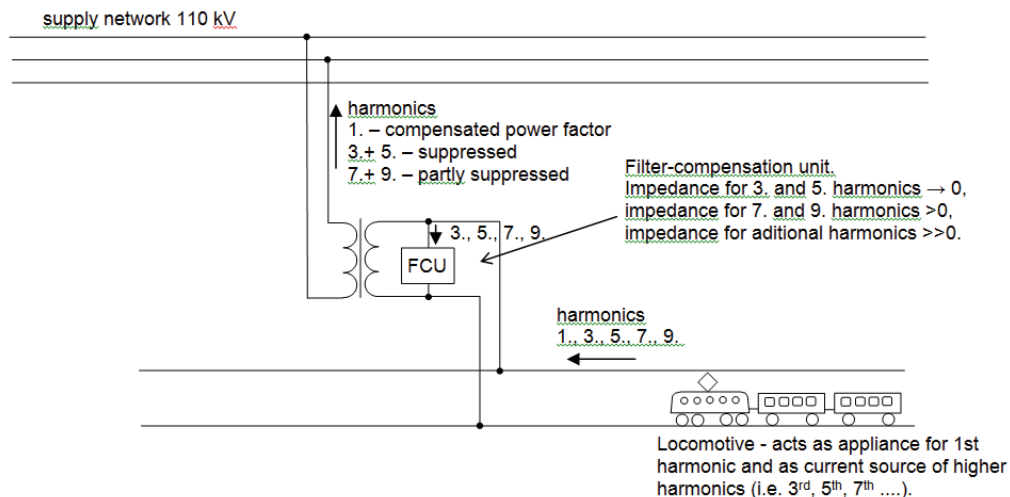 supply network 110 kV
harmonics
1. – compensated power factor
3.+ 5. – suppressed
7.+ 9. – partly suppressed
Filter-compensation unit.
Impedance for 3. and 5. harmonics → 0,
impedance for 7. and 9. harmonics >0,
impedance for aditional harmonics >>0.
3., 5., 7., 9.
FCU
harmonics
1., 3., 5., 7., 9.
Locomotive - acts as appliance for 1st
harmonic and as current source of higher
harmonics (i.e. 3rd, 5th, 7th ....).